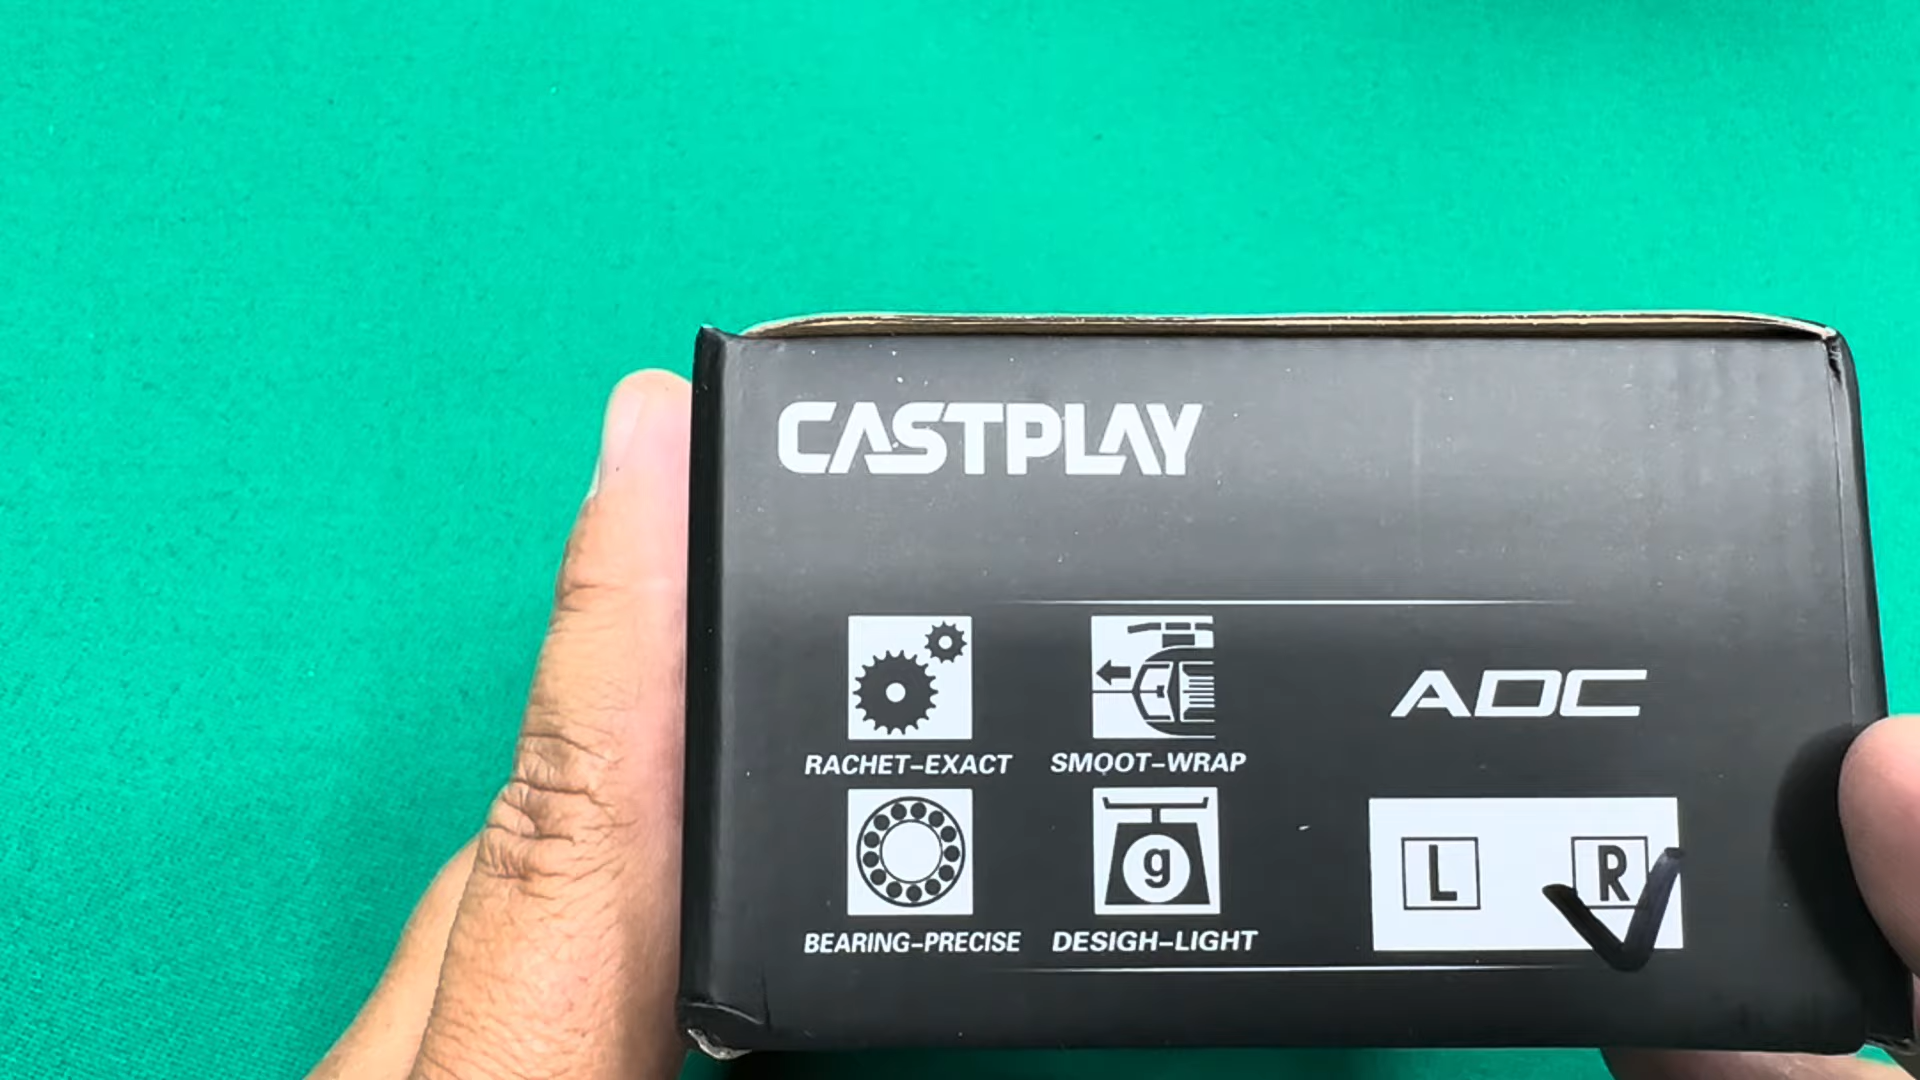 CASTPLAY
RACHET-EXACT
SMOOT-WRAP
ADC
BEARING-PRECISE
g
DESIGH-LIGHT
L
R